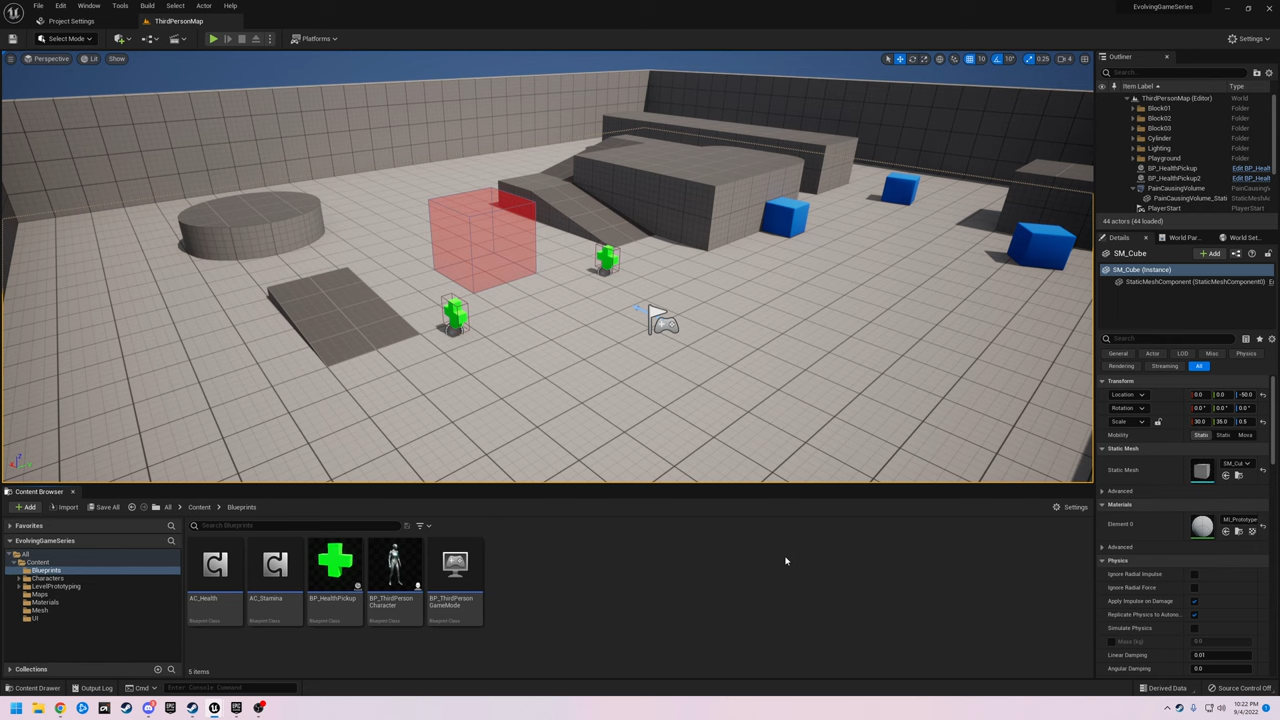 File Edit Window Tools Build Select Actor Help
EvolvingGameSeries
Project Settings
ThirdPersonMap
Select Mode
Platforms
Settings
Perspective
Lit
Show
10
10°
0.25
4
Outliner
Search...
Item Label
Type
ThirdPersonMap (Editor) World
Block01 Folder
Block02 Folder
Block03 Folder
Cylinder Folder
Lighting Folder
Playground Folder
BP_HealthPickup Edit BP_Healt
BP_HealthPickup2 Edit BP_Healt
PainCausingVolume PainCausingV
PainCausingVolume_Stati StaticMeshAc
PlayerStart PlayerStart
44 actors (44 loaded)
Details
World Par...
World Set...
SM_Cube
Add
SM_Cube (Instance)
StaticMeshComponent (StaticMeshComponent0)
Search
General Actor LOD Misc Physics
Rendering Streaming All
Transform
Location 0.0 0.0 -50.0
Rotation 0.0° 0.0° 0.0°
Scale 30.0 35.0 0.5
Mobility Static Static Mova
Static Mesh
Static Mesh
SM_Cut
Advanced
Materials
Element 0
MI_Prototype
Advanced
Physics
Ignore Radial Impulse
Ignore Radial Force
Apply Impulse on Damage
Replicate Physics to Autono...
Simulate Physics
Mass (kg) 0.0
Linear Damping 0.01
Angular Damping 0.0
Content Browser
Add
Import
Save All
All
Content
Blueprints
Settings
Favorites
EvolvingGameSeries
All
Content
Blueprints
Characters
LevelPrototyping
Maps
Materials
Mesh
UI
Collections
Search Blueprints
AC_Health
Blueprint Class
AC_Stamina
Blueprint Class
BP_HealthPickup
Blueprint Class
BP_ThirdPerson
Character
Blueprint Class
BP_ThirdPerson
GameMode
Blueprint Class
5 items
Content Drawer
Output Log
Cmd
Enter Console Command
Derived Data
Source Control Off
10:22 PM
9/4/2022